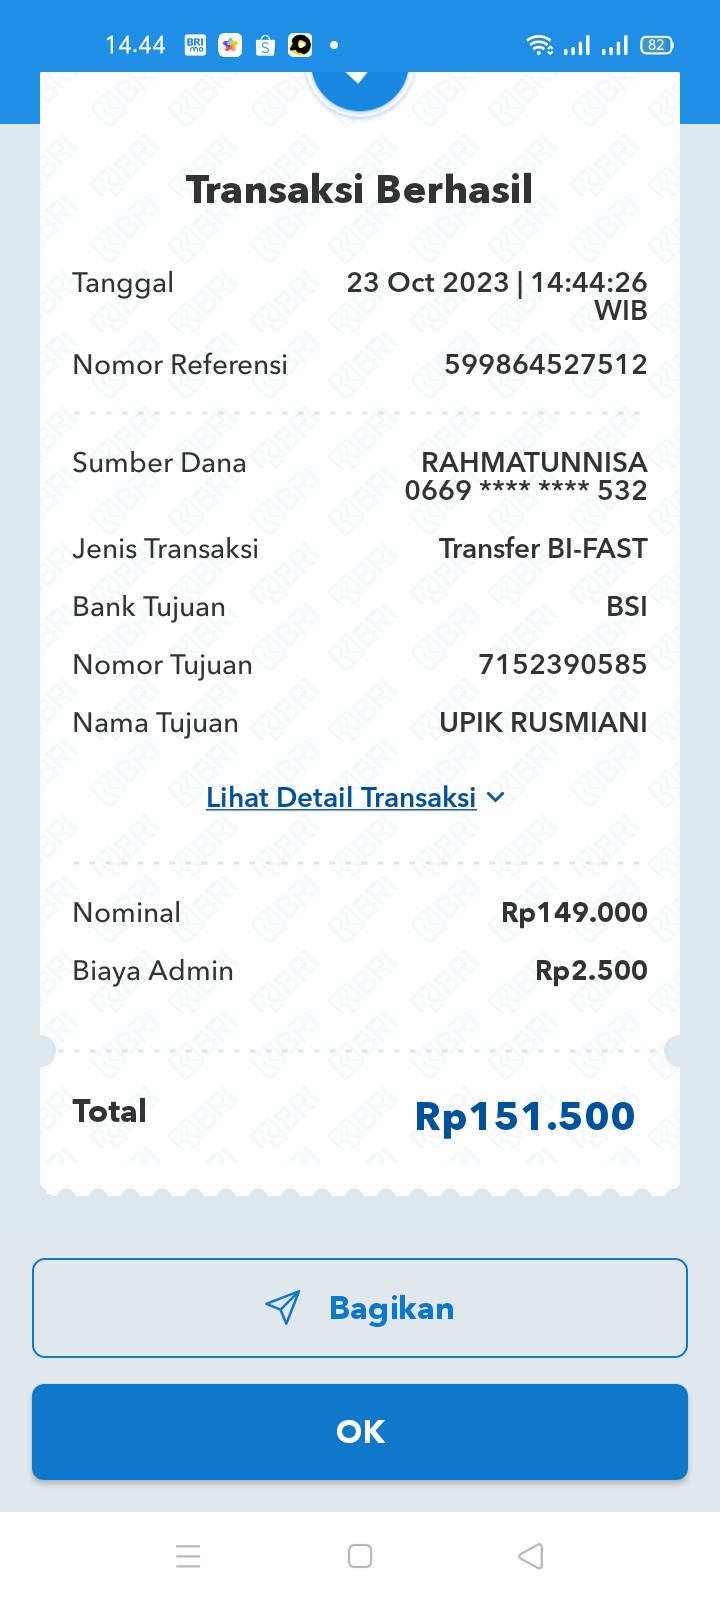 14.44 BRI mo S 82
Transaksi Berhasil
Tanggal 23 Oct 2023 | 14:44:26
WIB
Nomor Referensi 599864527512
Sumber Dana RAHMATUNNISA
0669 **** **** 532
Jenis Transaksi Transfer BI-FAST
Bank Tujuan BSI
Nomor Tujuan 7152390585
Nama Tujuan UPIK RUSMIANI
Lihat Detail Transaksi
Nominal Rp149.000
Biaya Admin Rp2.500
Total Rp151.500
Bagikan
OK